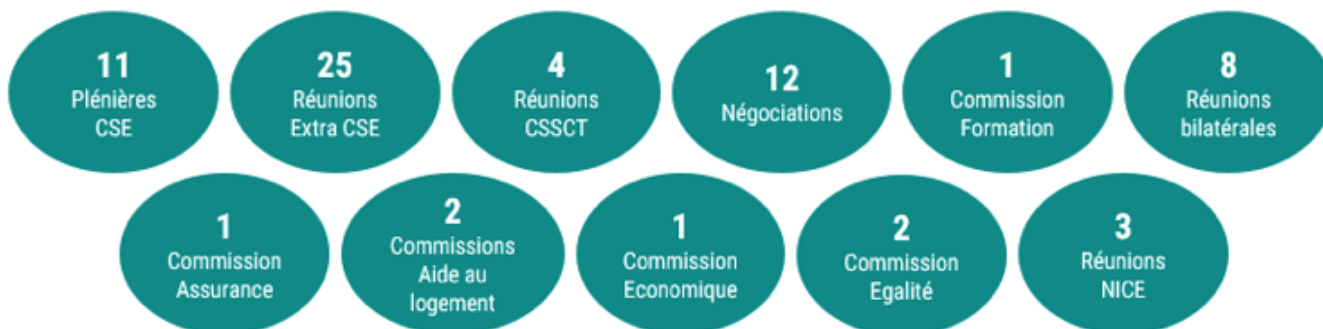 11
Plénières
CSE
25
Réunions
Extra CSE
4
Réunions
CSSCT
12
Négociations
1
Commission
Formation
8
Réunions
bilatérales
1
Commission
Assurance
2
Commissions
Aide au
logement
1
Commission
Economique
2
Commission
Egalité
3
Réunions
NICE